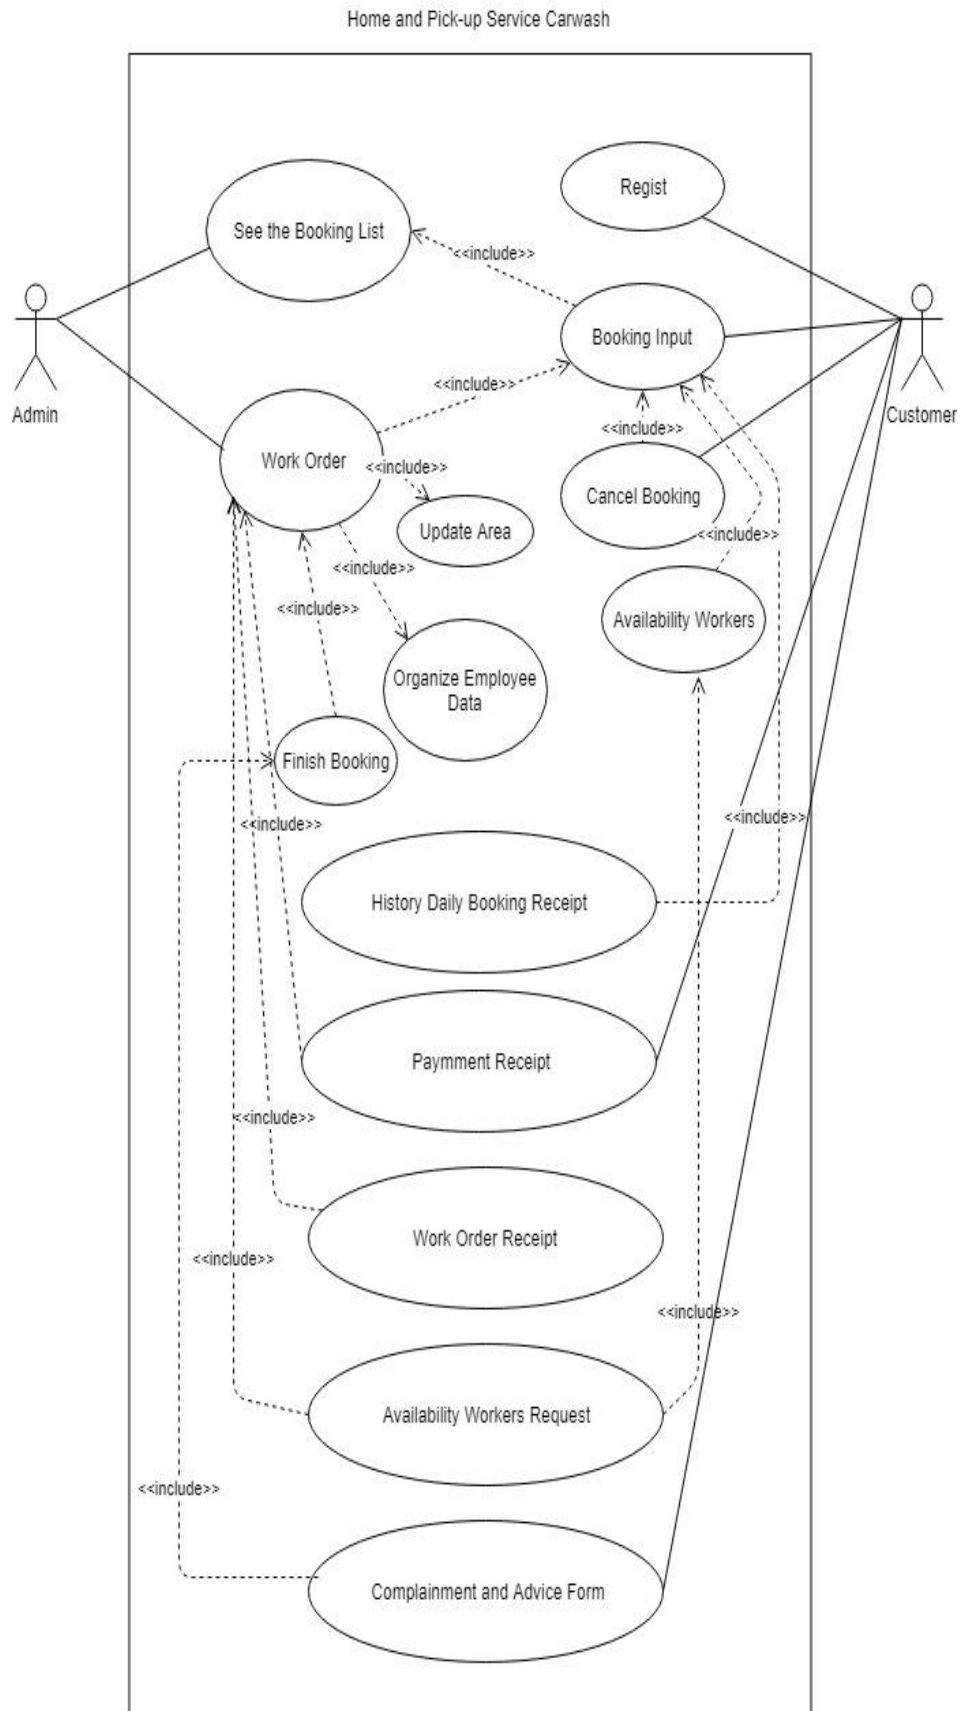 Home and Pick-up Service Carwash
Regist
See the Booking List
<<include>>
Booking Input
<<include>>
Admin
Customer
<<include>>
Work Order
<<include>>
Cancel Booking
Update Area
<<include>>
<<include>>
<<include>>
Availability Workers
Organize Employee
Data
Finish Booking
<<include>>
<<include>>
History Daily Booking Receipt
Paymment Receipt
<<include>>
Work Order Receipt
<<include>>
<<include>>
Availability Workers Request
<<include>>
Complainment and Advice Form